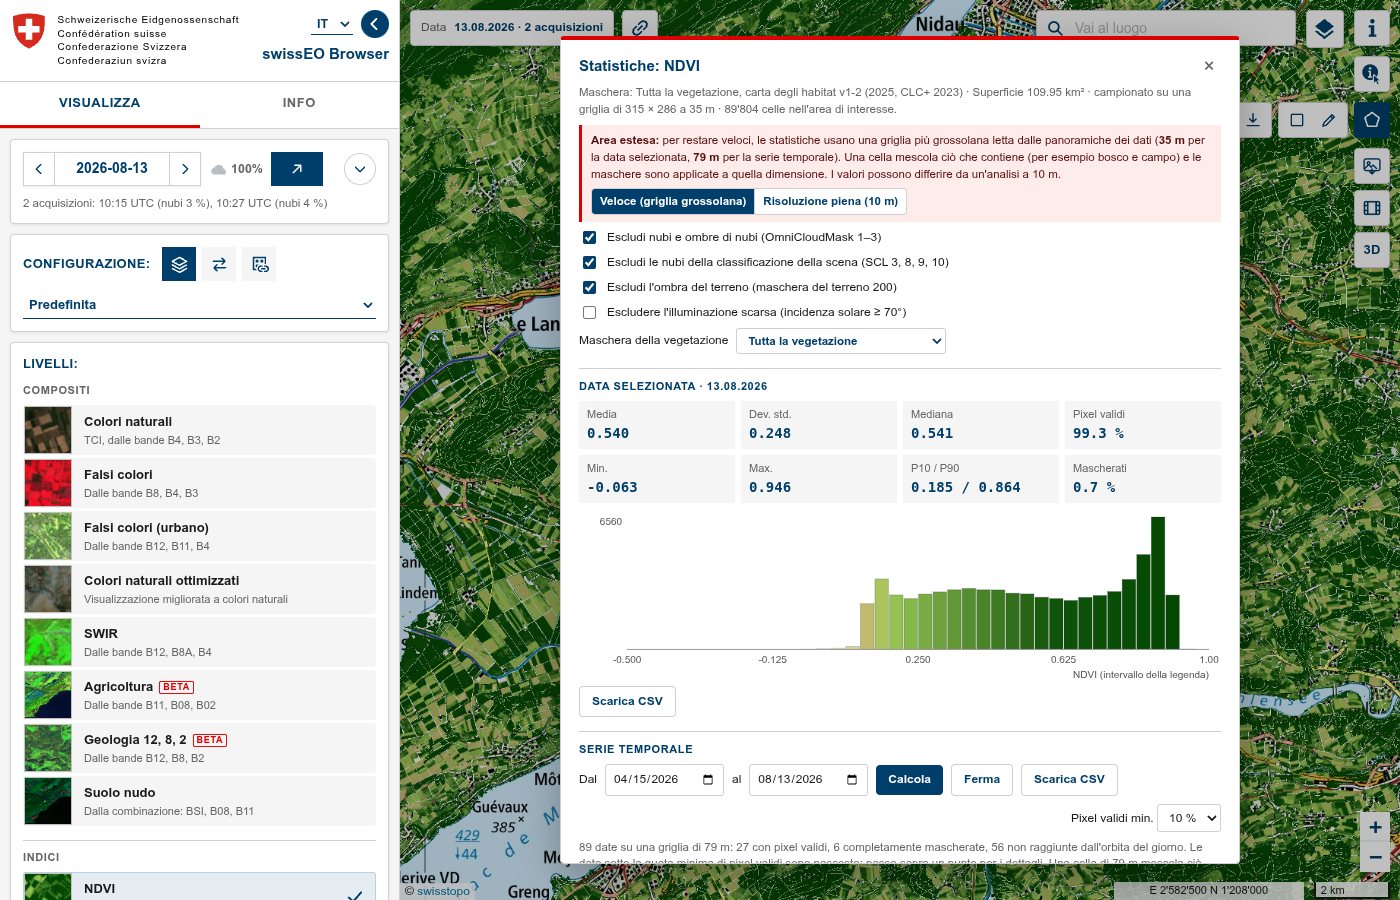 Schweizerische Eidgenossenschaft
Confédération suisse
Confederazione Svizzera
Confederaziun svizra
IT
swissEO Browser
VISUALIZZA
INFO
2026-08-13
100%
2 acquisizioni: 10:15 UTC (nubi 3 %), 10:27 UTC (nubi 4 %)
CONFIGURAZIONE:
Predefinita
LIVELLI:
COMPOSITI
Colori naturali
TCI, dalle bande B4, B3, B2
Falsi colori
Dalle bande B8, B4, B3
Falsi colori (urbano)
Dalle bande B12, B11, B4
Colori naturali ottimizzati
Visualizzazione migliorata a colori naturali
SWIR
Dalle bande B12, B8A, B4
Agricoltura BETA
Dalle bande B11, B08, B02
Geologia 12, 8, 2 BETA
Dalle bande B12, B8, B2
Suolo nudo
Dalla combinazione: BSI, B08, B11
INDICI
NDVI
Data 13.08.2026 · 2 acquisizioni
Nidau
Vai al luogo
3D
Statistiche: NDVI
×
Maschera: Tutta la vegetazione, carta degli habitat v1-2 (2025, CLC+ 2023) · Superficie 109.95 km² · campionato su una
griglia di 315 × 286 a 35 m · 89'804 celle nell'area di interesse.
Area estesa: per restare veloci, le statistiche usano una griglia più grossolana letta dalle panoramiche dei dati (35 m per
la data selezionata, 79 m per la serie temporale). Una cella mescola ciò che contiene (per esempio bosco e campo) e le
maschere sono applicate a quella dimensione. I valori possono differire da un'analisi a 10 m.
Veloce (griglia grossolana)
Risoluzione piena (10 m)
Escludi nubi e ombre di nubi (OmniCloudMask 1–3)
Escludi le nubi della classificazione della scena (SCL 3, 8, 9, 10)
Escludi l'ombra del terreno (maschera del terreno 200)
Escludere l'illuminazione scarsa (incidenza solare ≥ 70°)
Maschera della vegetazione
Tutta la vegetazione
DATA SELEZIONATA · 13.08.2026
Media
0.540
Dev. std.
0.248
Mediana
0.541
Pixel validi
99.3 %
Min.
-0.063
Max.
0.946
P10 / P90
0.185 / 0.864
Mascherati
0.7 %
6560
-0.500
-0.125
0.250
0.625
1.00
NDVI (intervallo della legenda)
Scarica CSV
SERIE TEMPORALE
Dal 04/15/2026 al 08/13/2026
Calcola
Ferma
Scarica CSV
Pixel validi min. 10 %
89 date su una griglia di 79 m: 27 con pixel validi, 6 completamente mascherate, 56 non raggiunte dall'orbita del giorno. Le
Guévaux
385
429
44
de
Greng
© swisstopo
E 2'582'500 N 1'208'000
2 km